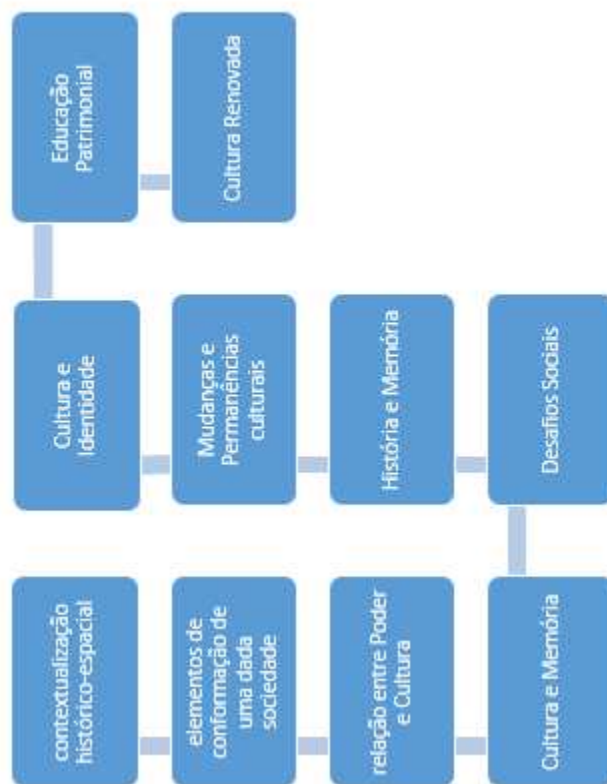 contextualização
histórico-espacial
elementos de
conformação de
uma dada
sociedade
relação entre Poder
e Cultura
Cultura e Memória
Desafios Sociais
História e Memória
Mudanças e
Permanências
culturais
Cultura e
Identidade
Educação
Patrimonial
Cultura Renovada